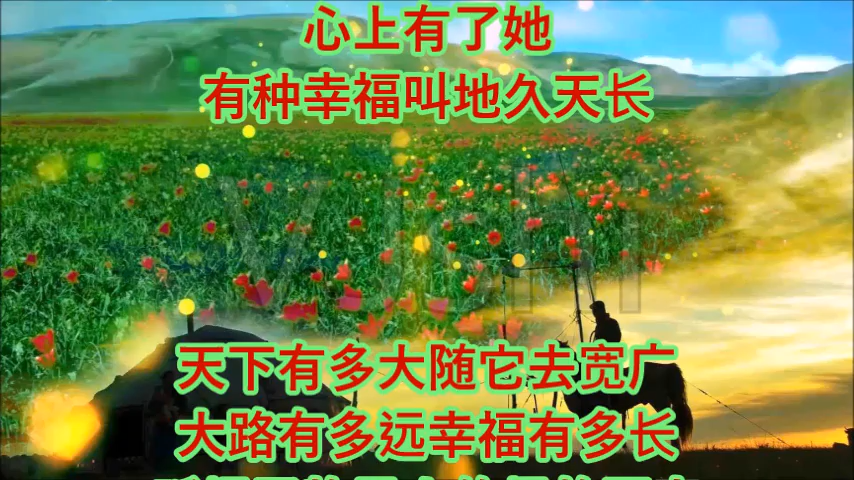 心上有了她
有种幸福叫地久天长
VJshi
天下有多大随它去宽广
大路有多远幸福有多长